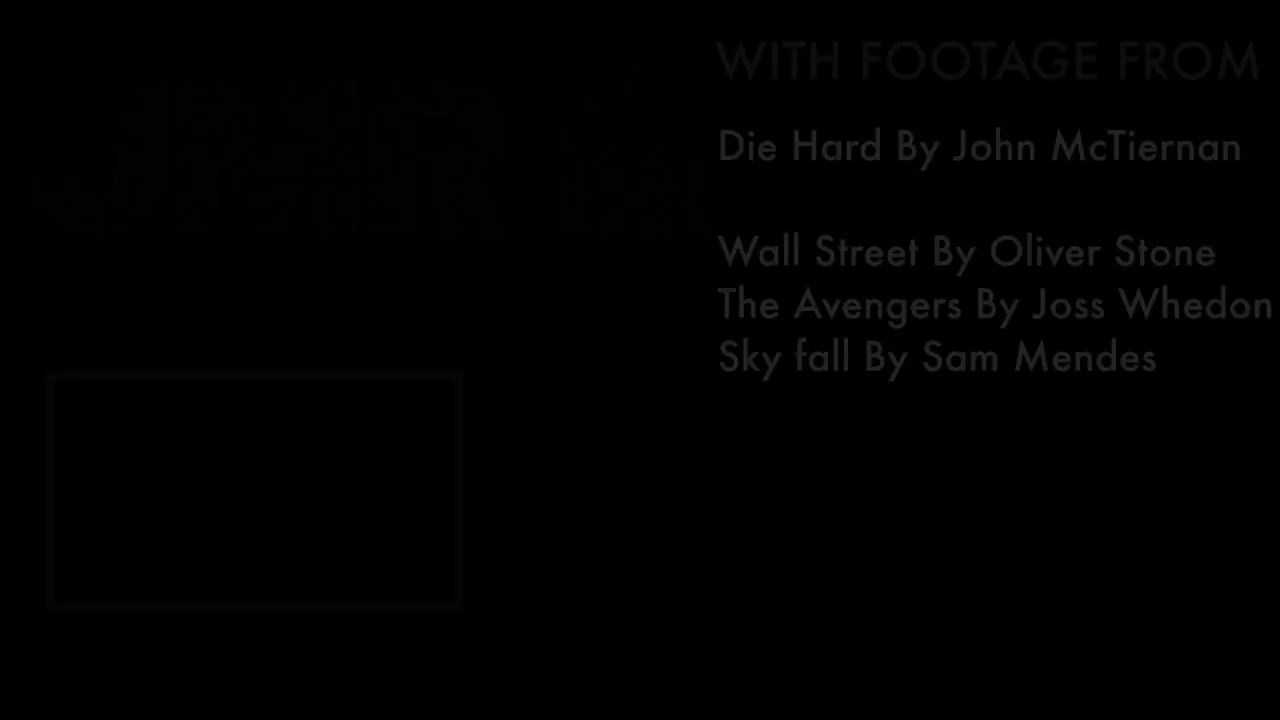 WITH FOOTAGE FROM
Die Hard By John McTiernan
Wall Street By Oliver Stone
The Avengers By Joss Whedon
Sky fall By Sam Mendes